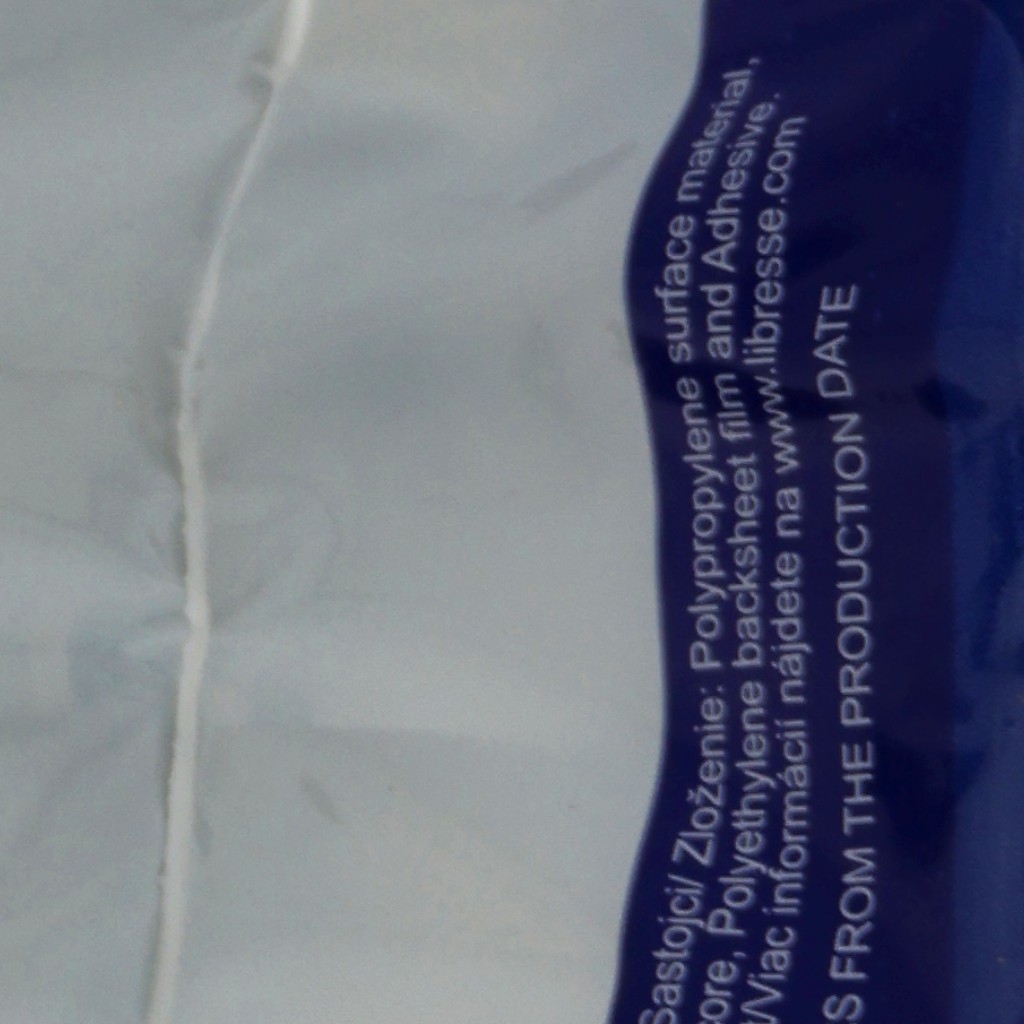 Sastojci/ Zloženie: Polypropylene surface material,
core, Polyethylene backsheet film and Adhesive.
/Viac informácií nájdete na www.libresse.com
S FROM THE PRODUCTION DATE